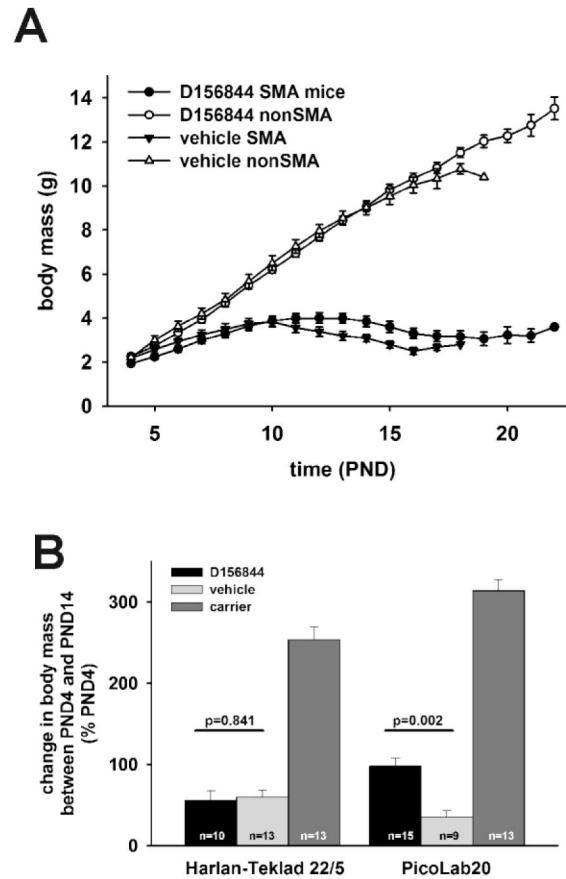 A
D156844 SMA mice
D156844 nonSMA
vehicle SMA
vehicle nonSMA
body mass (g)
14
12
10
8
6
4
2
0
5
10
15
20
time (PND)
B
D156844
vehicle
carrier
change in body mass
between PND4 and PND14
(% PND4)
300
200
100
0
p=0.841
p=0.002
n=10
n=13
n=13
n=15
n=9
n=13
Harlan-Teklad 22/5
PicoLab20